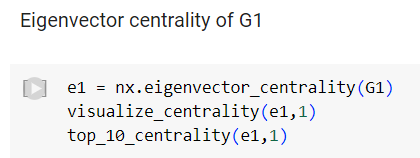 Eigenvector centrality of G1
e1 = nx.eigenvector_centrality(G1)
visualize_centrality(e1,1)
top_10_centrality(e1,1)